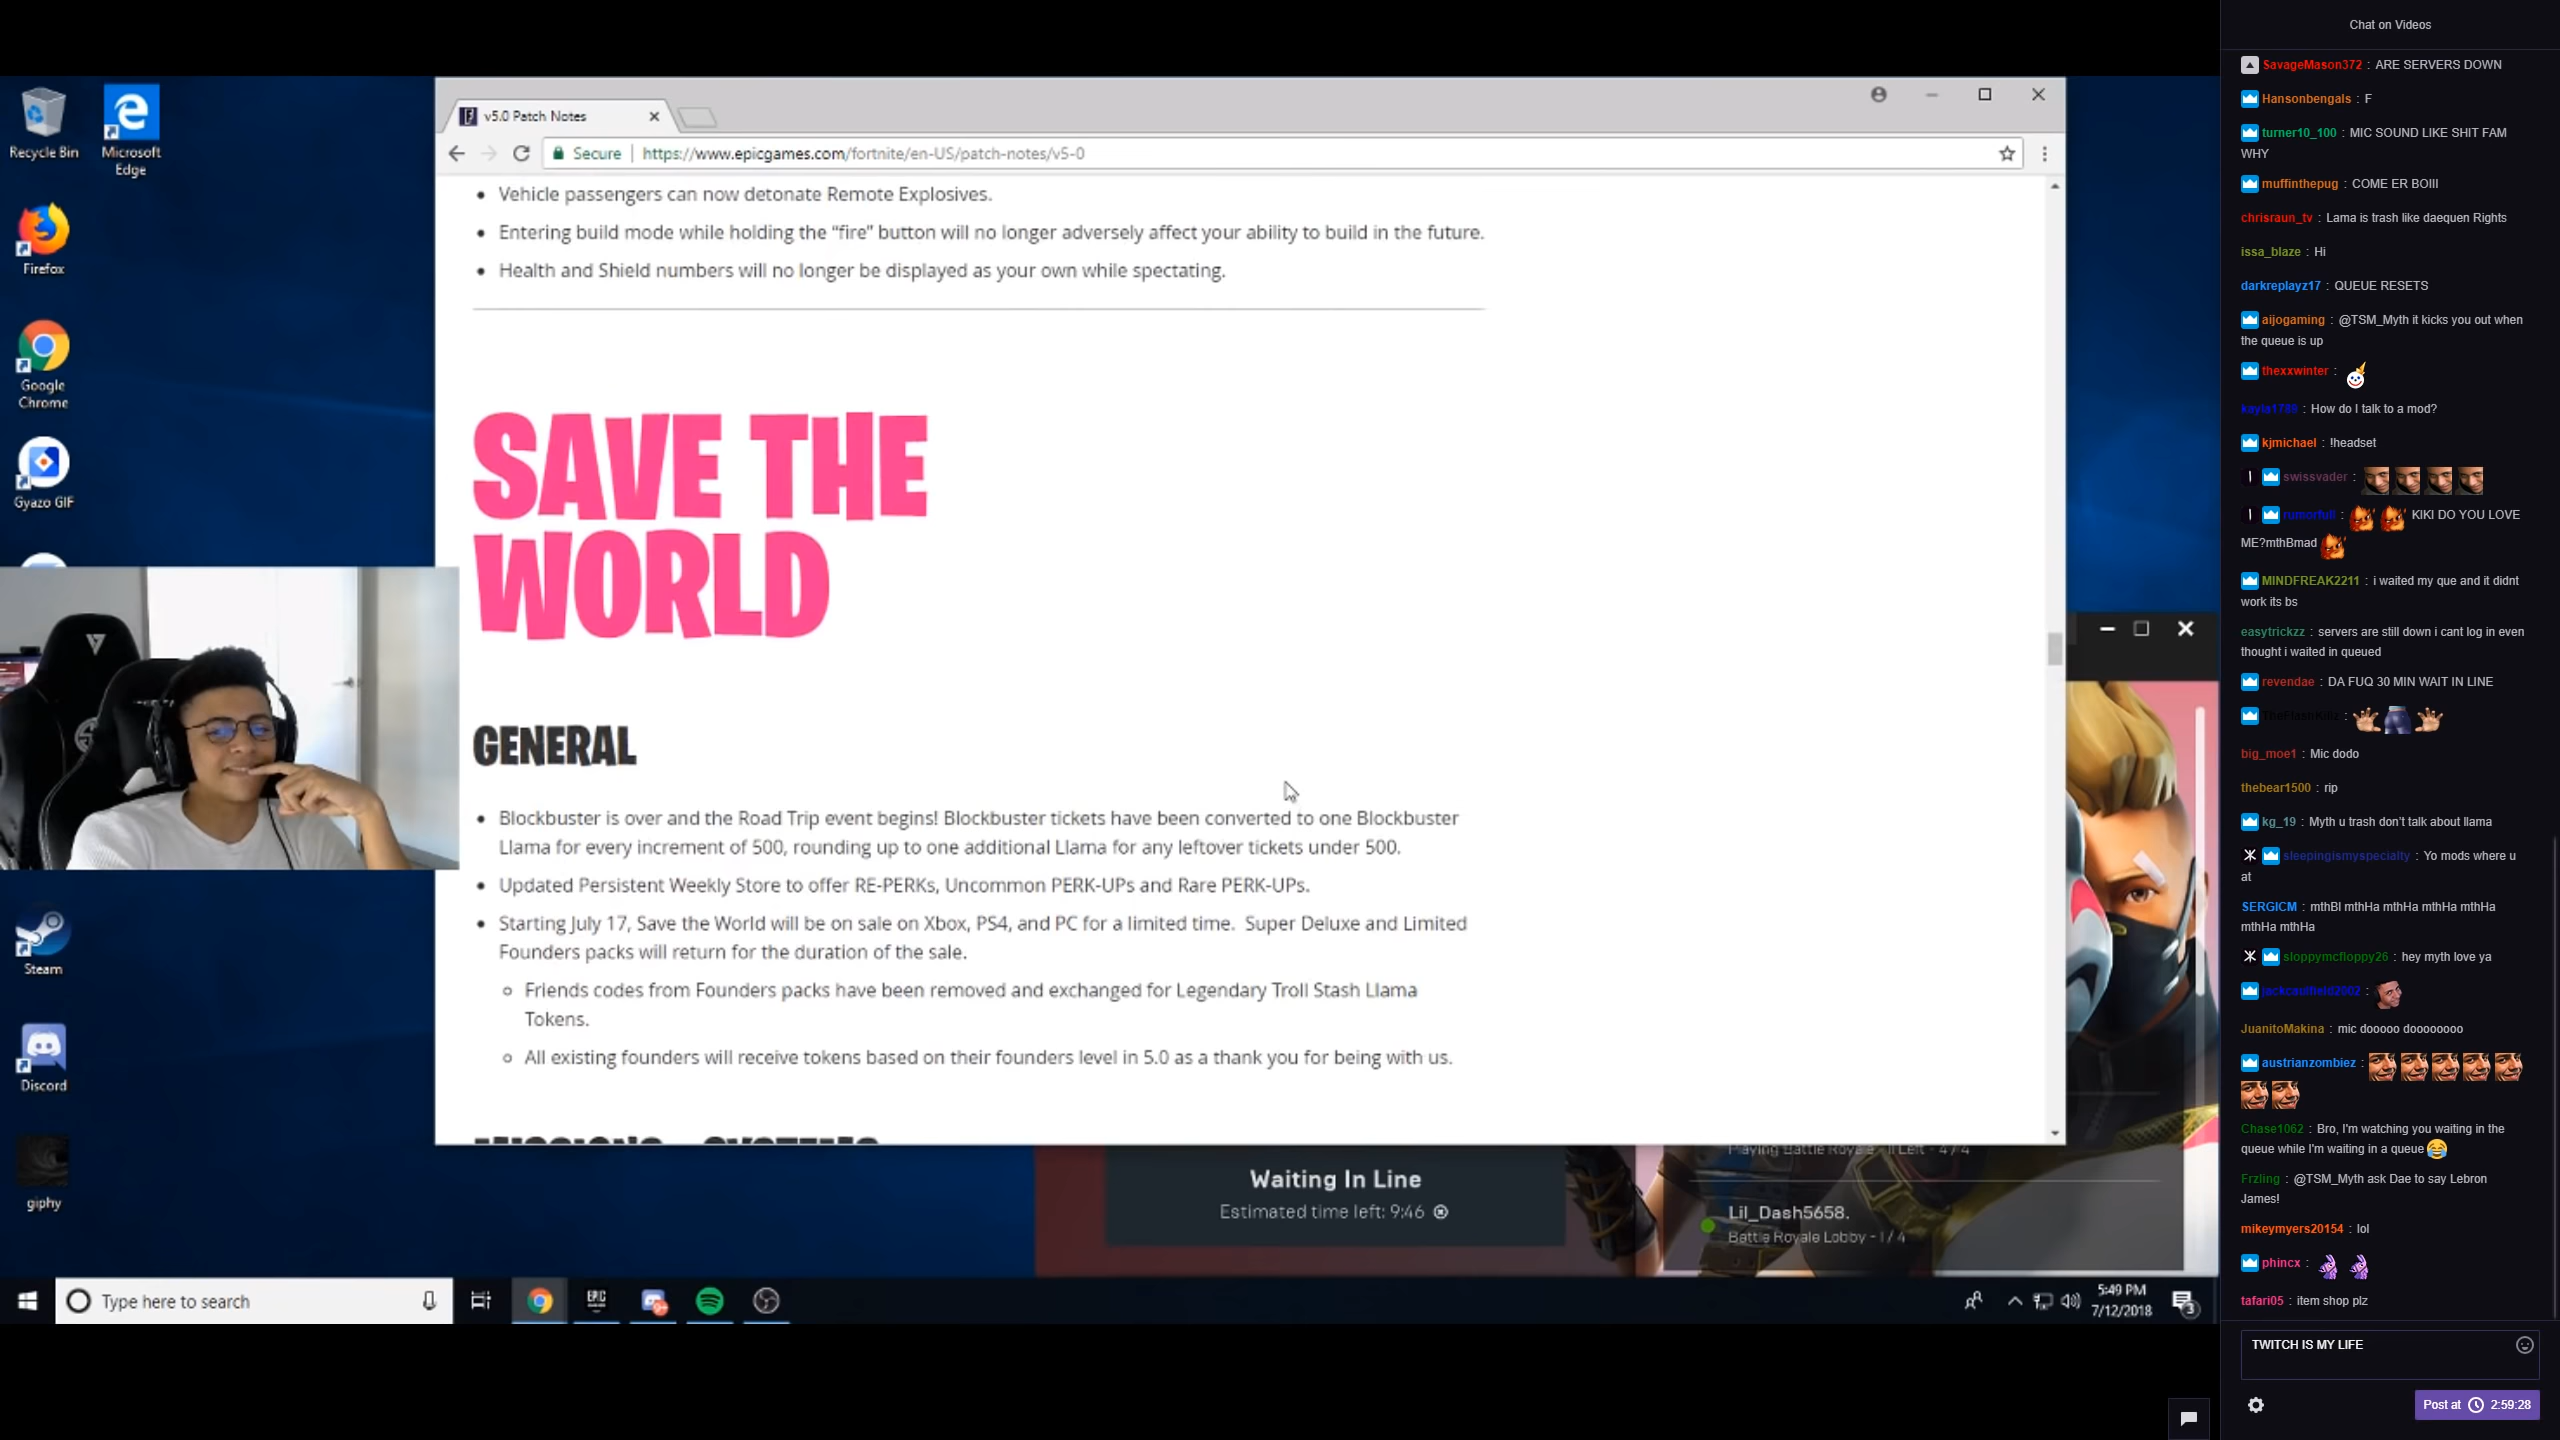 Chat on Videos
Recycle Bin
Microsoft
Edge
Firefox
Google
Chrome
Gyazo GIF
Steam
Discord
giphy
v5.0 Patch Notes
Secure
https://www.epicgames.com/fortnite/en-US/patch-notes/v5-0
• Vehicle passengers can now detonate Remote Explosives.
• Entering build mode while holding the “fire” button will no longer adversely affect your ability to build in the future.
• Health and Shield numbers will no longer be displayed as your own while spectating.
SAVE THE
WORLD
GENERAL
• Blockbuster is over and the Road Trip event begins! Blockbuster tickets have been converted to one Blockbuster
Llama for every increment of 500, rounding up to one additional Llama for any leftover tickets under 500.
• Updated Persistent Weekly Store to offer RE-PERKs, Uncommon PERK-UPs and Rare PERK-UPs.
• Starting July 17, Save the World will be on sale on Xbox, PS4, and PC for a limited time. Super Deluxe and Limited
Founders packs will return for the duration of the sale.
Friends codes from Founders packs have been removed and exchanged for Legendary Troll Stash Llama
Tokens.
All existing founders will receive tokens based on their founders level in 5.0 as a thank you for being with us.
Waiting In Line
Estimated time left: 9:46
Playing Battle Royale - 11 Left - 4 / 4
Lil_Dash5658.
Battle Royale Lobby - 1 / 4
Type here to search
EPIC
5:49 PM
7/12/2018
3
SavageMason372 : ARE SERVERS DOWN
Hansonbengals : F
turner10_100 : MIC SOUND LIKE SHIT FAM
WHY
muffinthepug : COME ER BOIII
chrisraun_tv : Lama is trash like daequen Rights
issa_blaze : Hi
darkreplayz17 : QUEUE RESETS
aijogaming : @TSM_Myth it kicks you out when
the queue is up
thexxwinter :
kayla1789 : How do I talk to a mod?
kjmichael : !headset
swissvader :
rumorfull : KIKI DO YOU LOVE
ME?mthBmad
MINDFREAK2211 : i waited my que and it didnt
work its bs
easytrickzz : servers are still down i cant log in even
thought i waited in queued
revendae : DA FUQ 30 MIN WAIT IN LINE
big_moe1 : Mic dodo
thebear1500 : rip
kg_19 : Myth u trash don't talk about llama
sleepingismyspecialty : Yo mods where u
at
SERGICM : mthBl mthHa mthHa mthHa mthHa
mthHa mthHa
sloppymcfloppy26 : hey myth love ya
jackcaulfield2002 :
JuanitoMakina : mic dooooo doooooooo
austrianzombiez :
Chase1062 : Bro, I'm watching you waiting in the
queue while I'm waiting in a queue
Frzling : @TSM_Myth ask Dae to say Lebron
James!
mikeymyers20154 : lol
phincx :
tafari05 : item shop plz
TWITCH IS MY LIFE
Post at 2:59:28